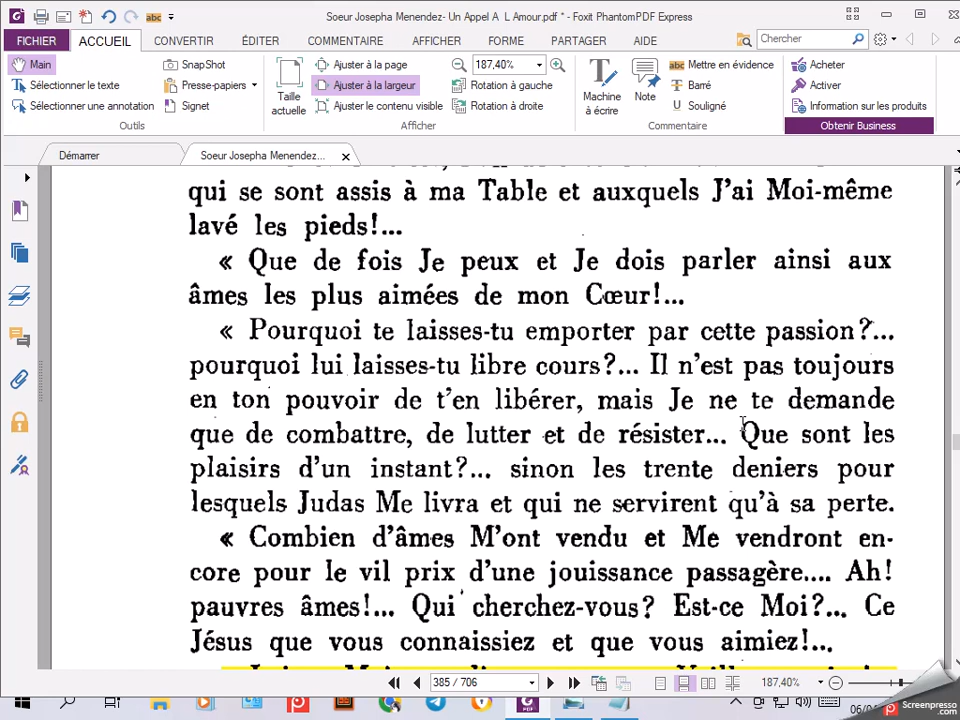 Soeur Josepha Menendez- Un Appel A L Amour.pdf * - Foxit PhantomPDF Express
FICHIER ACCUEIL CONVERTIR ÉDITER COMMENTAIRE AFFICHER FORME PARTAGER AIDE Chercher
Main SnapShot Ajuster à la page 187,40% Mettre en évidence Acheter
Sélectionner le texte Presse-papiers Ajuster à la largeur Rotation à gauche Barré Activer
Sélectionner une annotation Signet Taille actuelle Ajuster le contenu visible Rotation à droite Machine à écrire Note Souligné Information sur les produits
Outils Afficher Commentaire Obtenir Business
Démarrer Soeur Josepha Menendez...
qui se sont assis à ma Table et auxquels J'ai Moi-même
lavé les pieds!...
« Que de fois Je peux et Je dois parler ainsi aux
âmes les plus aimées de mon Cœur!...
« Pourquoi te laisses-tu emporter par cette passion?...
pourquoi lui laisses-tu libre cours?... Il n'est pas toujours
en ton pouvoir de t'en libérer, mais Je ne te demande
que de combattre, de lutter et de résister... Que sont les
plaisirs d'un instant?... sinon les trente deniers pour
lesquels Judas Me livra et qui ne servirent qu'à sa perte.
« Combien d'âmes M'ont vendu et Me vendront en-
core pour le vil prix d'une jouissance passagère.... Ah!
pauvres âmes!... Qui cherchez-vous? Est-ce Moi?... Ce
Jésus que vous connaissiez et que vous aimiez!...
385 / 706 187,40%
Screenpresso
.com